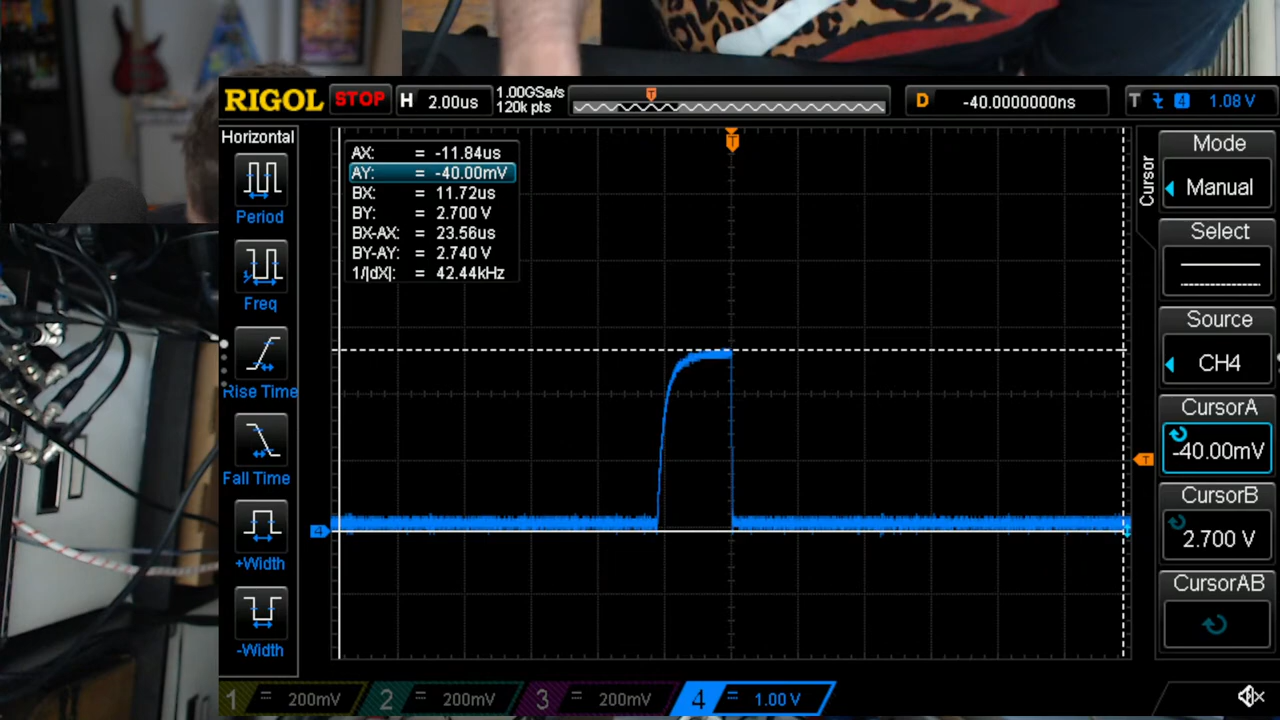 RIGOL STOP H 2.00us 1.00GSa/s 120k pts T D -40.0000000ns T 4 1.08 V
Horizontal
Period
Freq
Rise Time
Fall Time
+Width
-Width
AX: = -11.84us
AY: = -40.00mV
BX: = 11.72us
BY: = 2.700 V
BX-AX: = 23.56us
BY-AY: = 2.740 V
1/|dX|: = 42.44kHz
T
T
4
Cursor
Mode
Manual
Select
Source
CH4
CursorA
-40.00mV
CursorB
2.700 V
CursorAB
1 = 200mV 2 = 200mV 3 = 200mV 4 = 1.00 V